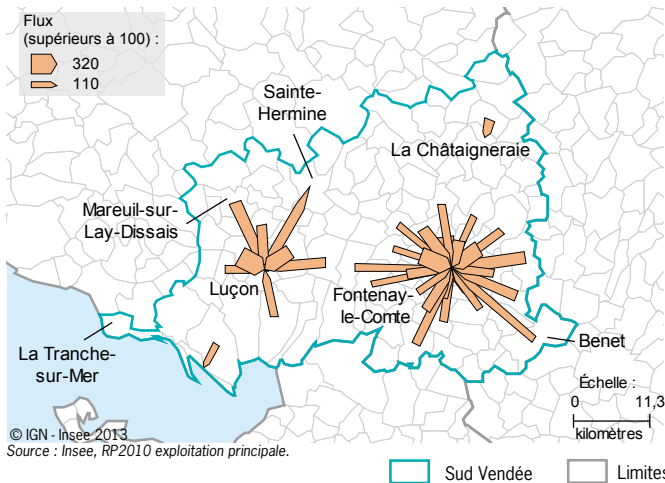 Flux
(supérieurs à 100) :
320
110
Sainte-
Hermine
La Châtaigneraie
Mareuil-sur-
Lay-Dissais
Luçon
Fontenay-
le-Comte
Benet
La Tranche-
sur-Mer
Échelle :
0 11,3
kilomètres
© IGN - Insee 2013
Source : Insee, RP2010 exploitation principale.
Sud Vendée
Limites